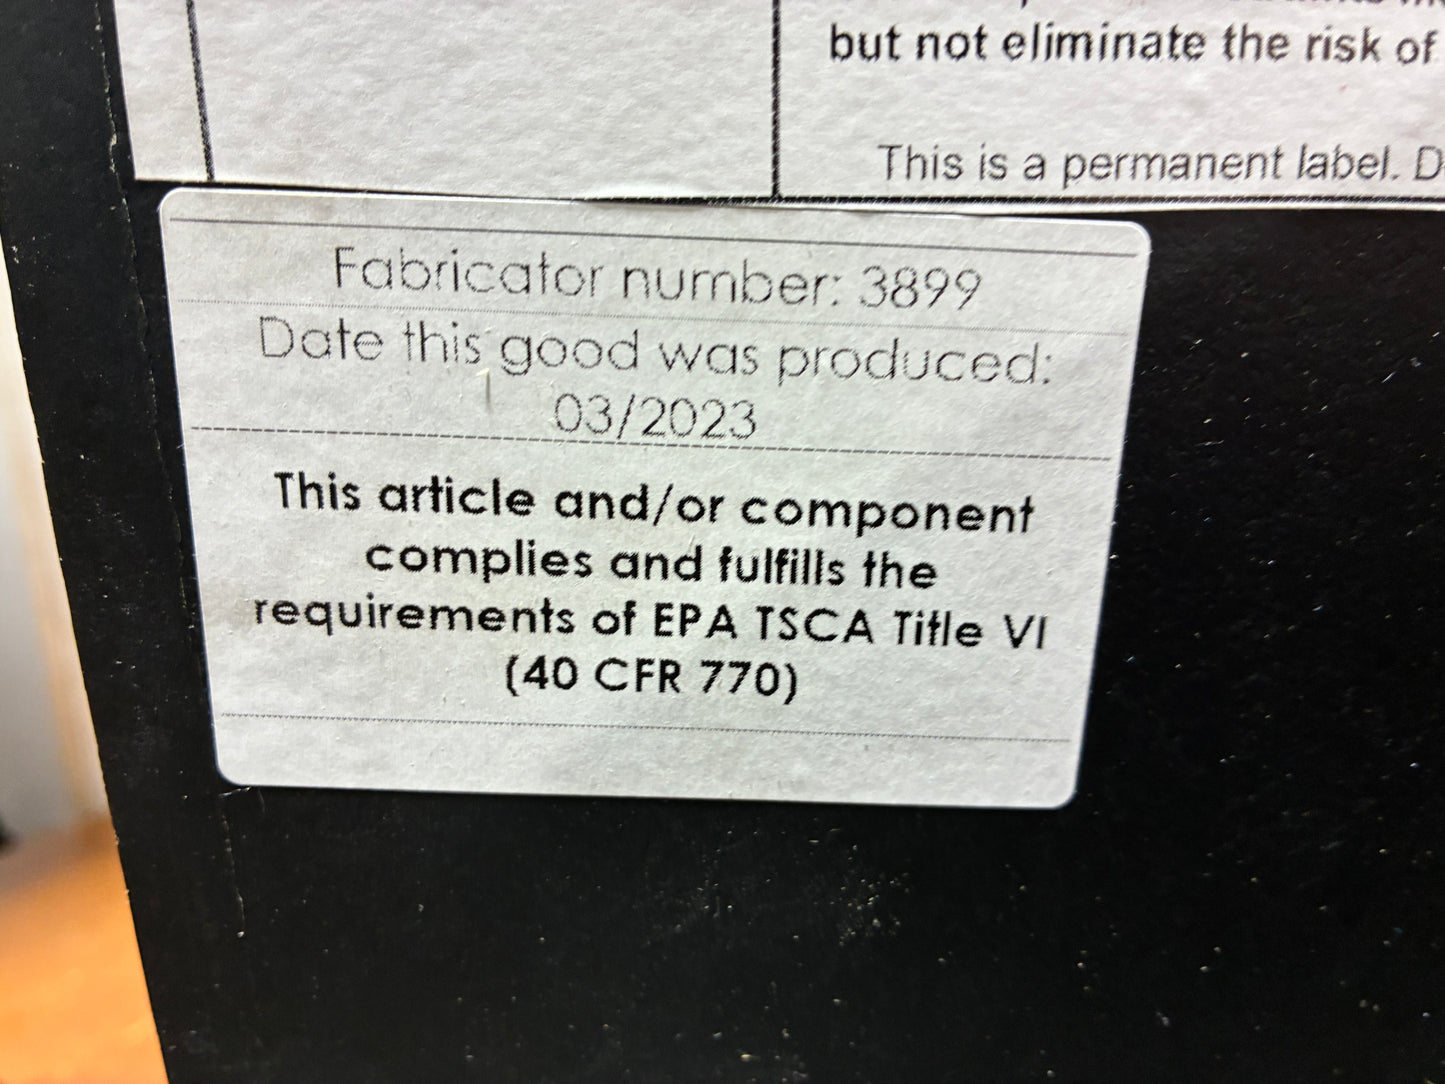 but not eliminate the risk of
This is a permanent label. D
Fabricator number: 3899
Date this good was produced:
03/2023
This article and/or component
complies and fulfills the
requirements of EPA TSCA Title VI
(40 CFR 770)